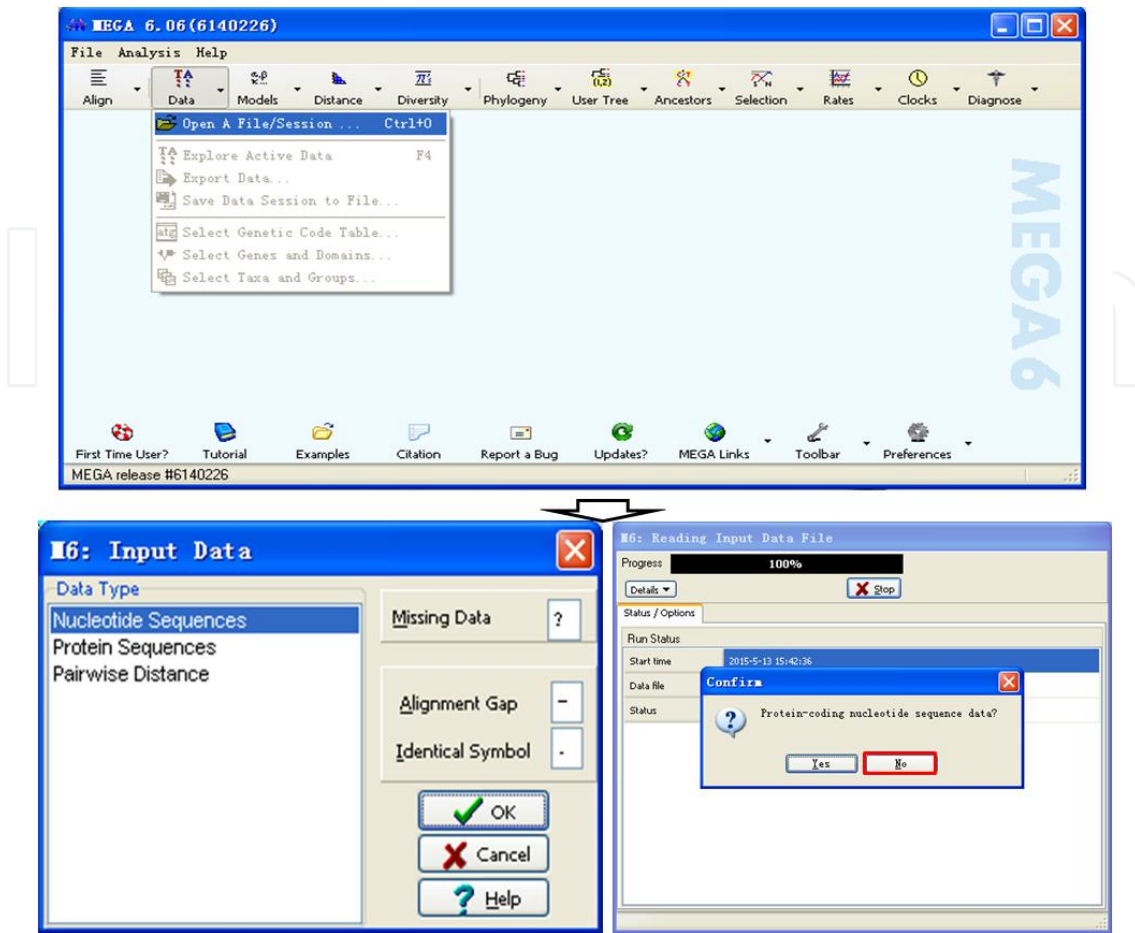 MEGA 6.06(6140226)
File Analysis Help
Align Data Models Distance Diversity Phylogeny User Tree Ancestors Selection Rates Clocks Diagnose
Open A File/Session ... Ctrl+O
Explore Active Data F4
Export Data...
Save Data Session to File...
Select Genetic Code Table...
Select Genes and Domains...
Select Taxa and Groups...
MEGA6
First Time User? Tutorial Examples Citation Report a Bug Updates? MEGA Links Toolbar Preferences
MEGA release #6140226
M6: Input Data
Data Type
Nucleotide Sequences
Protein Sequences
Pairwise Distance
Missing Data ?
Alignment Gap -
Identical Symbol .
OK
Cancel
Help
M6: Reading Input Data File
Progress 100%
Details Stop
Status / Options
Run Status
Start time 2015-5-13 15:42:36
Data file
Status
Confirm
Protein-coding nucleotide sequence data?
Yes No